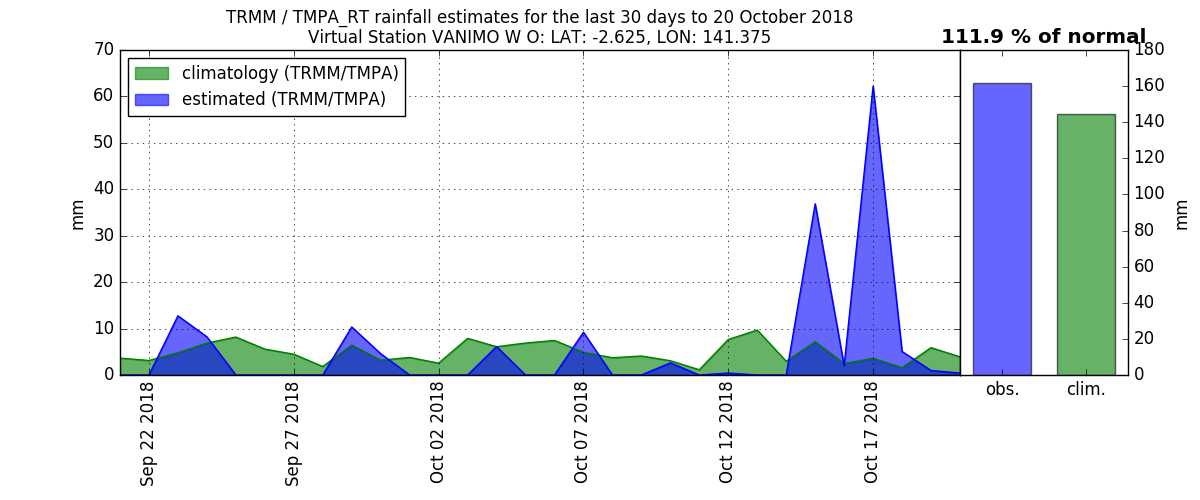 TRMM / TMPA_RT rainfall estimates for the last 30 days to 20 October 2018
Virtual Station VANIMO W O: LAT: -2.625, LON: 141.375
111.9 % of normal
climatology (TRMM/TMPA)
estimated (TRMM/TMPA)
mm
70
60
50
40
30
20
10
0
Sep 22 2018
Sep 27 2018
Oct 02 2018
Oct 07 2018
Oct 12 2018
Oct 17 2018
obs.
clim.
180
160
140
120
100
80
60
40
20
0
mm